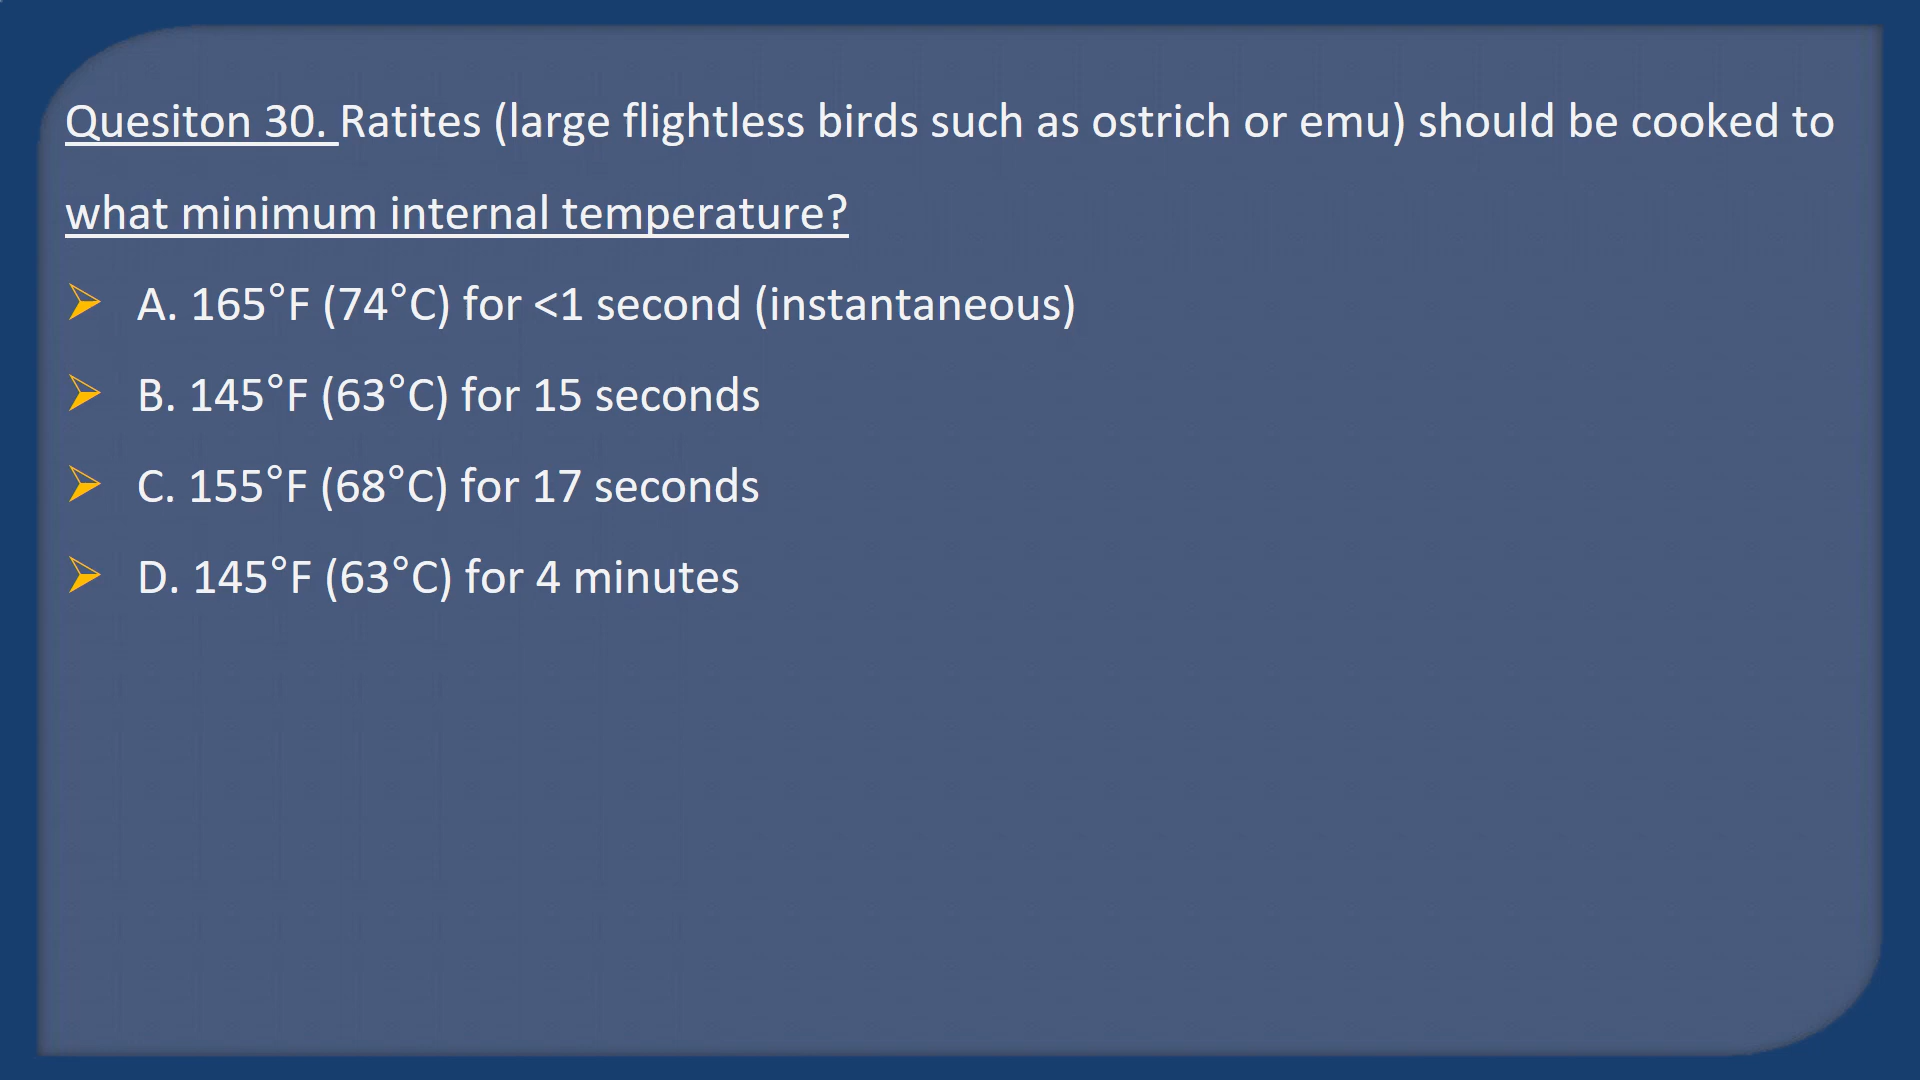 Quesiton 30. Ratites (large flightless birds such as ostrich or emu) should be cooked to
what minimum internal temperature?
➢ A. 165°F (74°C) for <1 second (instantaneous)
➢ B. 145°F (63°C) for 15 seconds
➢ C. 155°F (68°C) for 17 seconds
➢ D. 145°F (63°C) for 4 minutes